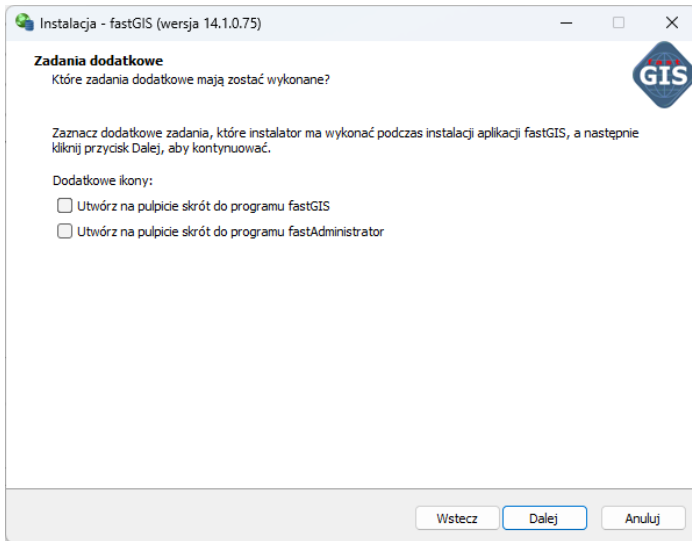 Instalacja - fastGIS (wersja 14.1.0.75)
Zadania dodatkowe
Które zadania dodatkowe mają zostać wykonane?
GIS
Zaznacz dodatkowe zadania, które instalator ma wykonać podczas instalacji aplikacji fastGIS, a następnie
kliknij przycisk Dalej, aby kontynuować.
Dodatkowe ikony:
Utwórz na pulpicie skrót do programu fastGIS
Utwórz na pulpicie skrót do programu fastAdministrator
Wstecz Dalej Anuluj